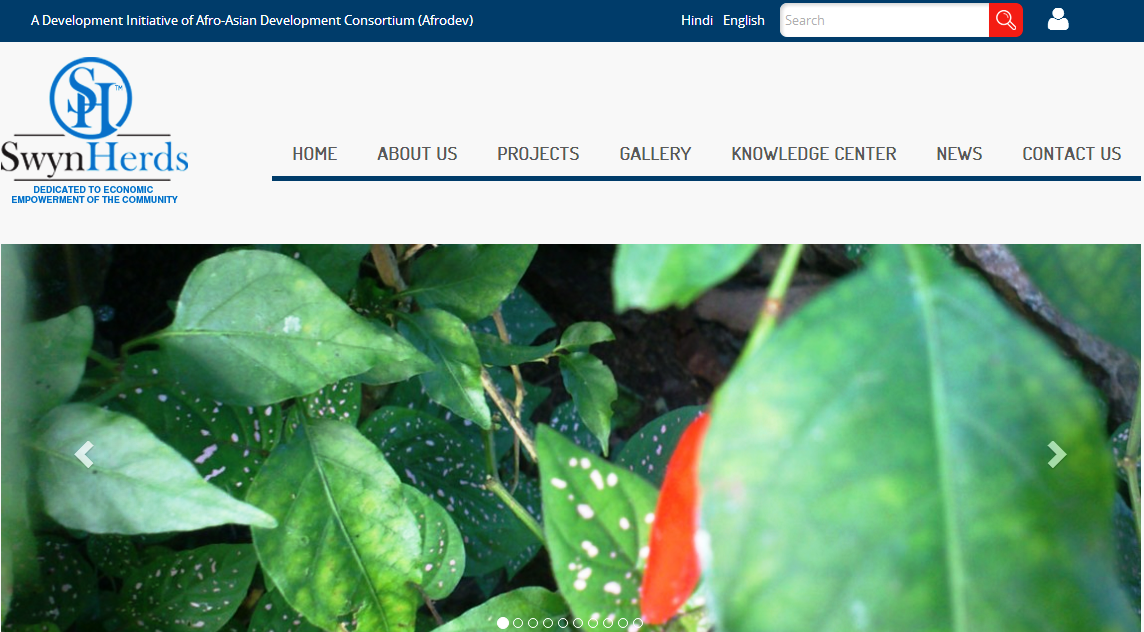 A Development Initiative of Afro-Asian Development Consortium (Afrodev)
Hindi English Search
SH™
SwynHerds
DEDICATED TO ECONOMIC
EMPOWERMENT OF THE COMMUNITY
HOME ABOUT US PROJECTS GALLERY KNOWLEDGE CENTER NEWS CONTACT US